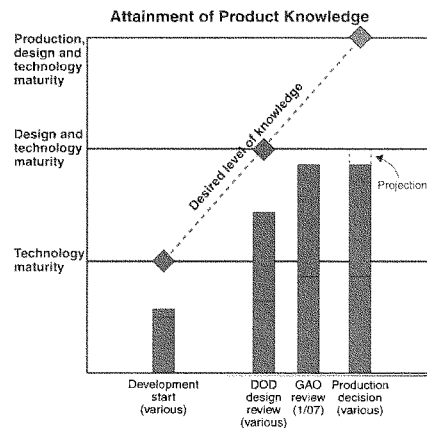 Attainment of Product Knowledge
Production,
design and
technology
maturity
Design and
technology
maturity
Desired level of knowledge
Projection
Technology
maturity
Development
start
(various)
DOD
design
review
(various)
GAO
review
(1/07)
Production
decision
(various)